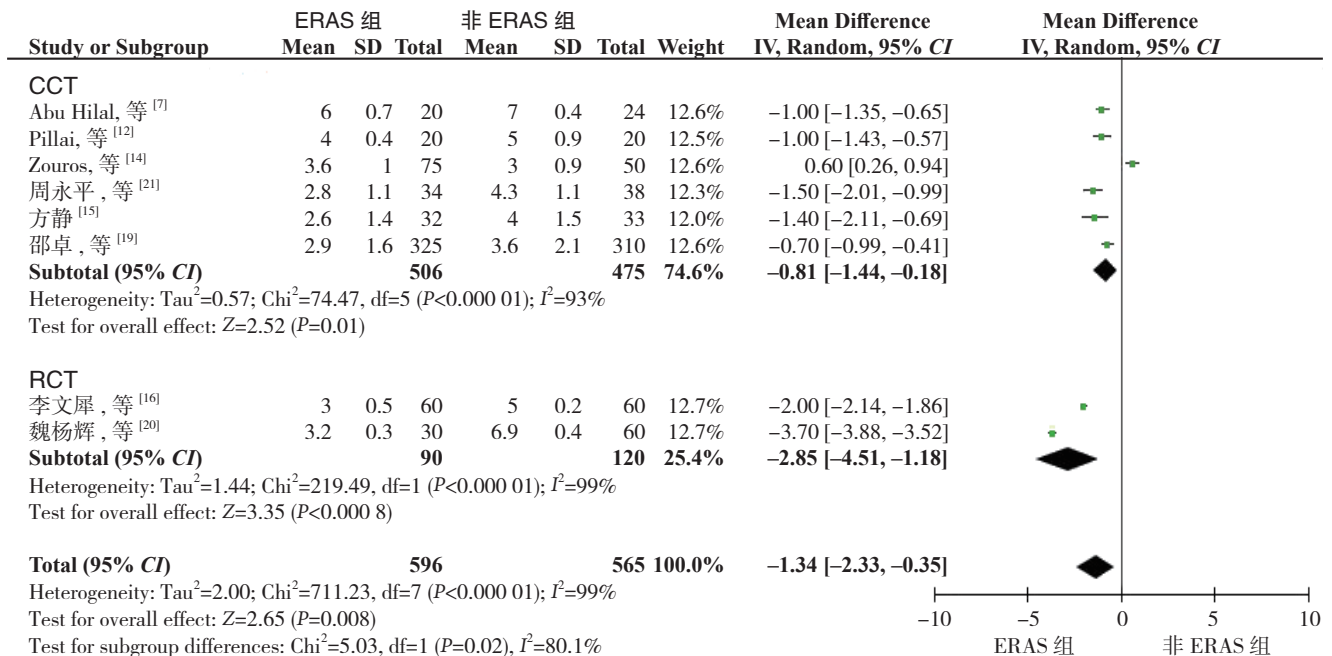 ERAS 组 非 ERAS 组 Mean Difference Mean Difference
Study or Subgroup Mean SD Total Mean SD Total Weight IV, Random, 95% CI IV, Random, 95% CI
CCT
Abu Hilal, 等 [7] 6 0.7 20 7 0.4 24 12.6% −1.00 [−1.35, −0.65]
Pillai, 等 [12] 4 0.4 20 5 0.9 20 12.5% −1.00 [−1.43, −0.57]
Zouros, 等 [14] 3.6 1 75 3 0.9 50 12.6% 0.60 [0.26, 0.94]
周永平 , 等 [21] 2.8 1.1 34 4.3 1.1 38 12.3% −1.50 [−2.01, −0.99]
方静 [15] 2.6 1.4 32 4 1.5 33 12.0% −1.40 [−2.11, −0.69]
邵卓 , 等 [19] 2.9 1.6 325 3.6 2.1 310 12.6% −0.70 [−0.99, −0.41]
Subtotal (95% CI) 506 475 74.6% −0.81 [−1.44, −0.18]
Heterogeneity: Tau²=0.57; Chi²=74.47, df=5 (P<0.000 01); I²=93%
Test for overall effect: Z=2.52 (P=0.01)
RCT
李文犀 , 等 [16] 3 0.5 60 5 0.2 60 12.7% −2.00 [−2.14, −1.86]
魏杨辉 , 等 [20] 3.2 0.3 30 6.9 0.4 60 12.7% −3.70 [−3.88, −3.52]
Subtotal (95% CI) 90 120 25.4% −2.85 [−4.51, −1.18]
Heterogeneity: Tau²=1.44; Chi²=219.49, df=1 (P<0.000 01); I²=99%
Test for overall effect: Z=3.35 (P<0.000 8)
Total (95% CI) 596 565 100.0% −1.34 [−2.33, −0.35]
Heterogeneity: Tau²=2.00; Chi²=711.23, df=7 (P<0.000 01); I²=99%
Test for overall effect: Z=2.65 (P=0.008)
Test for subgroup differences: Chi²=5.03, df=1 (P=0.02), I²=80.1%
−10 −5 0 5 10
ERAS 组 非 ERAS 组